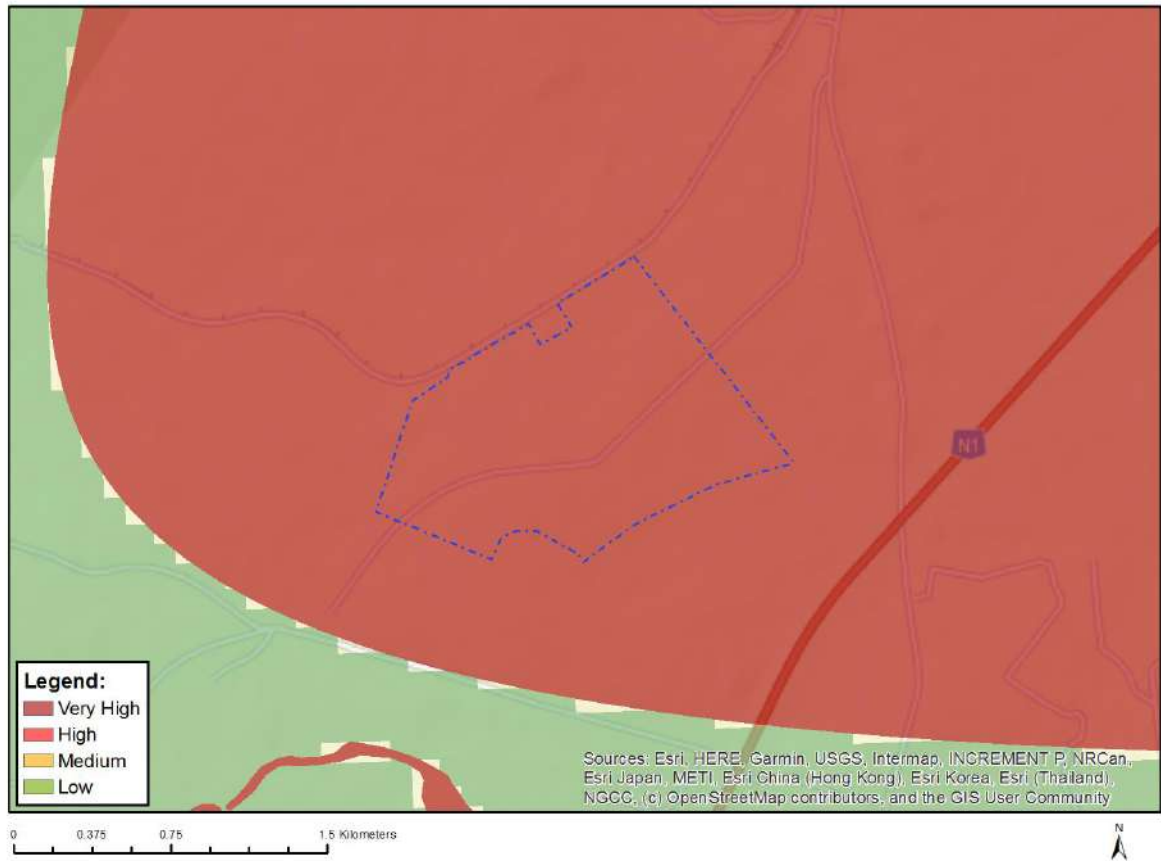 N1
Legend:
Very High
High
Medium
Low
Sources: Esri, HERE, Garmin, USGS, Intermap, INCREMENT P, NRCan,
Esri Japan, METI, Esri China (Hong Kong), Esri Korea, Esri (Thailand),
NGCC, (c) OpenStreetMap contributors, and the GIS User Community
0 0.375 0.75 1.5 Kilometers
N